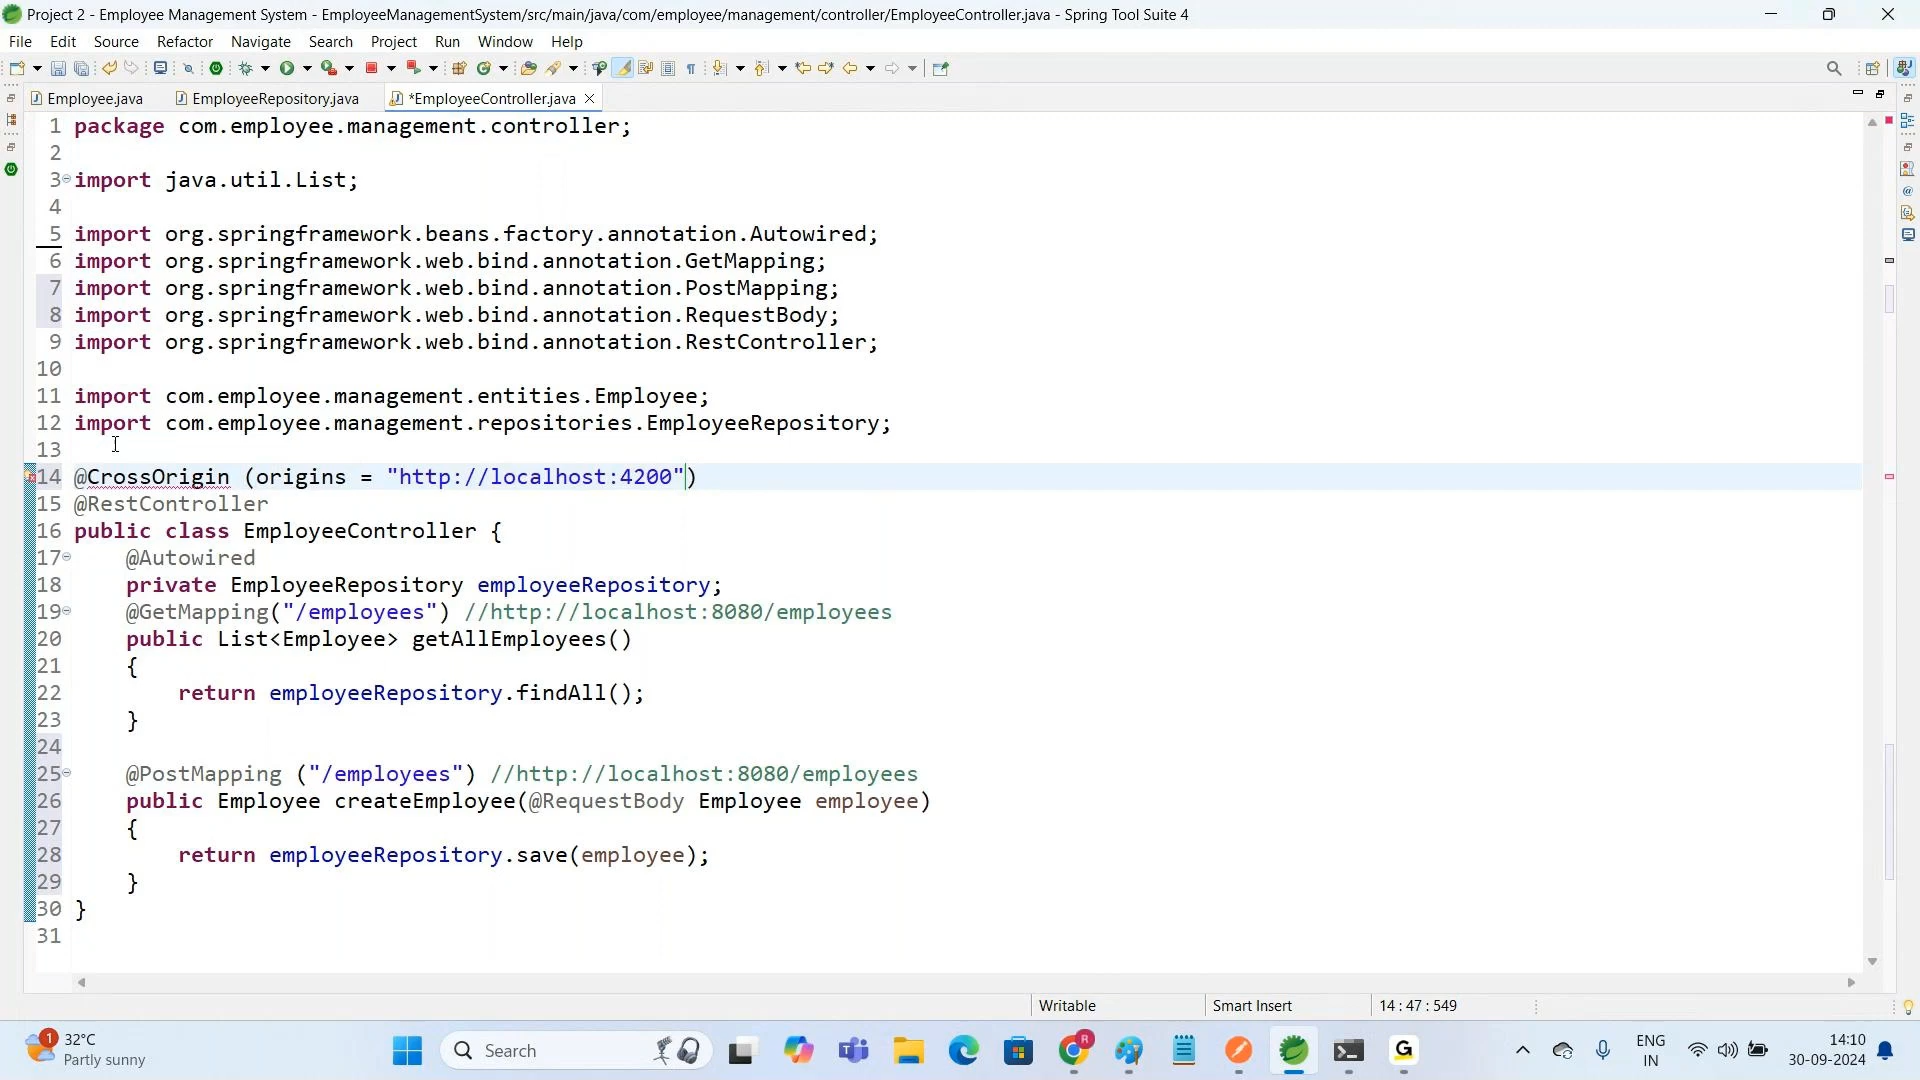 Project 2 - Employee Management System - EmployeeManagementSystem/src/main/java/com/employee/management/controller/EmployeeController.java - Spring Tool Suite 4
File Edit Source Refactor Navigate Search Project Run Window Help
Employee.java EmployeeRepository.java *EmployeeController.java
1 package com.employee.management.controller;
2
3 import java.util.List;
4
5 import org.springframework.beans.factory.annotation.Autowired;
6 import org.springframework.web.bind.annotation.GetMapping;
7 import org.springframework.web.bind.annotation.PostMapping;
8 import org.springframework.web.bind.annotation.RequestBody;
9 import org.springframework.web.bind.annotation.RestController;
10
11 import com.employee.management.entities.Employee;
12 import com.employee.management.repositories.EmployeeRepository;
13
14 @CrossOrigin (origins = "http://localhost:4200")
15 @RestController
16 public class EmployeeController {
17 @Autowired
18 private EmployeeRepository employeeRepository;
19 @GetMapping("/employees") //http://localhost:8080/employees
20 public List<Employee> getAllEmployees()
21 {
22 return employeeRepository.findAll();
23 }
24
25 @PostMapping ("/employees") //http://localhost:8080/employees
26 public Employee createEmployee(@RequestBody Employee employee)
27 {
28 return employeeRepository.save(employee);
29 }
30 }
31
Writable Smart Insert 14 : 47 : 549
1 32°C
Partly sunny
Search
R
G
ENG
IN
14:10
30-09-2024